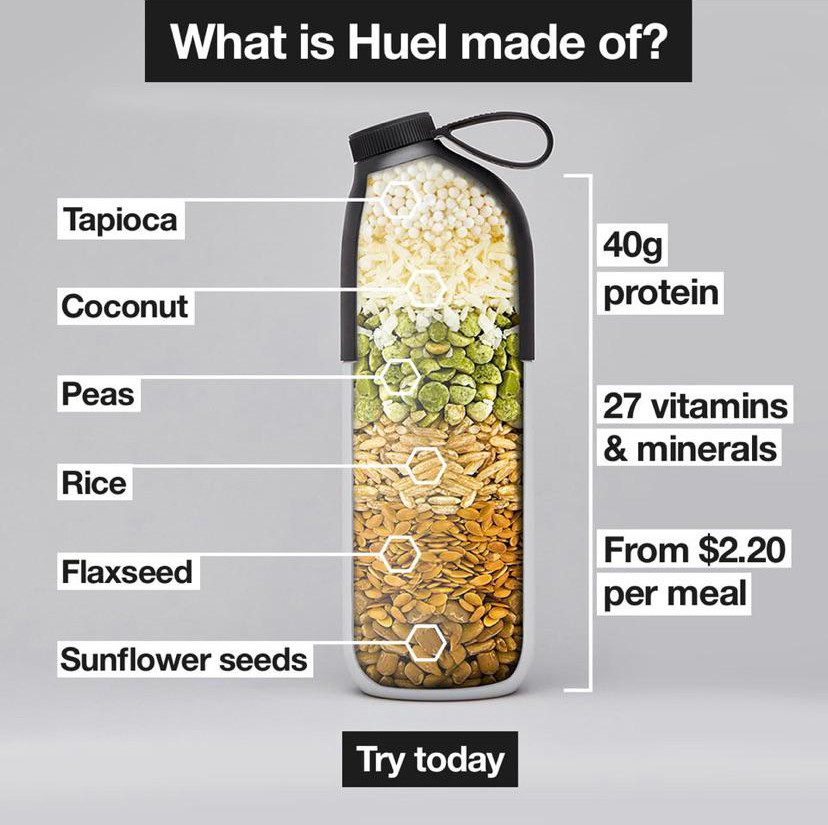 What is Huel made of?
Tapioca
Coconut
Peas
Rice
Flaxseed
Sunflower seeds
40g
protein
27 vitamins
& minerals
From $2.20
per meal
Try today